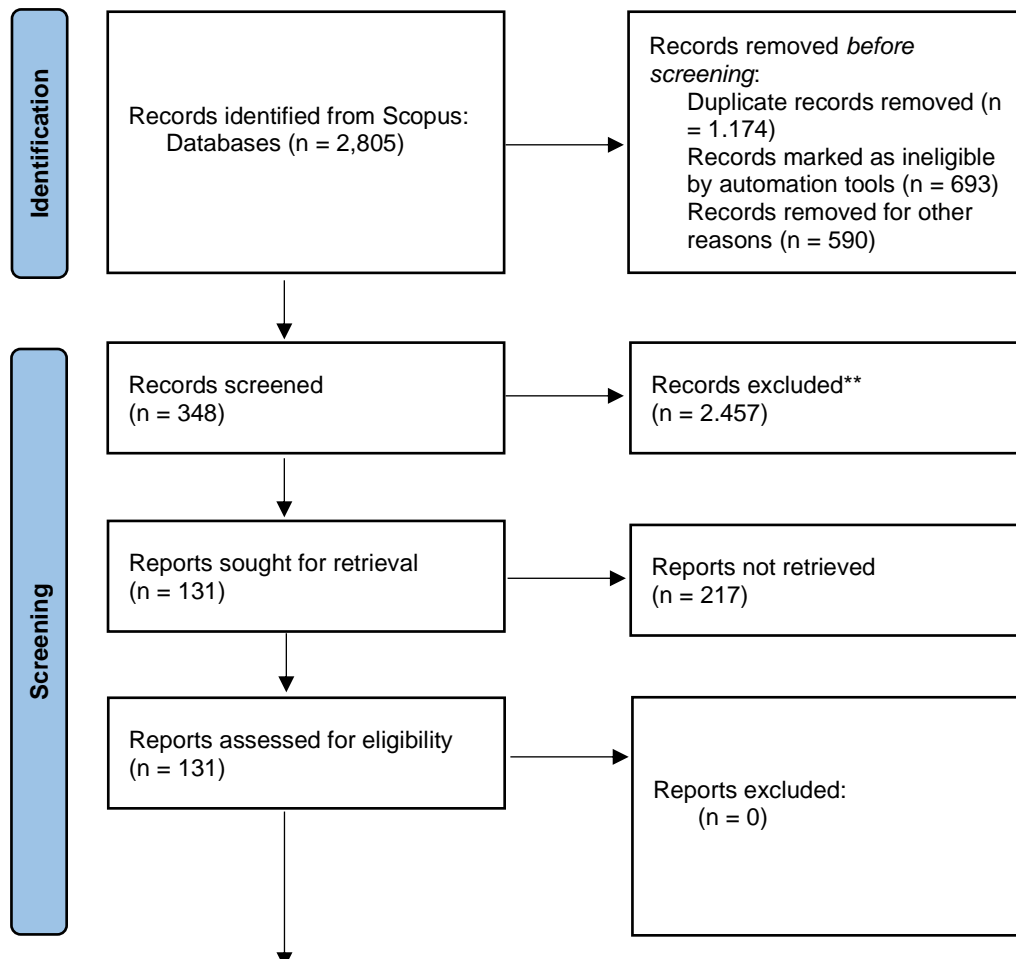 Identification
Records identified from Scopus:
Databases (n = 2,805)
Records removed before
screening:
Duplicate records removed (n
= 1.174)
Records marked as ineligible
by automation tools (n = 693)
Records removed for other
reasons (n = 590)
Screening
Records screened
(n = 348)
Records excluded**
(n = 2.457)
Reports sought for retrieval
(n = 131)
Reports not retrieved
(n = 217)
Reports assessed for eligibility
(n = 131)
Reports excluded:
(n = 0)